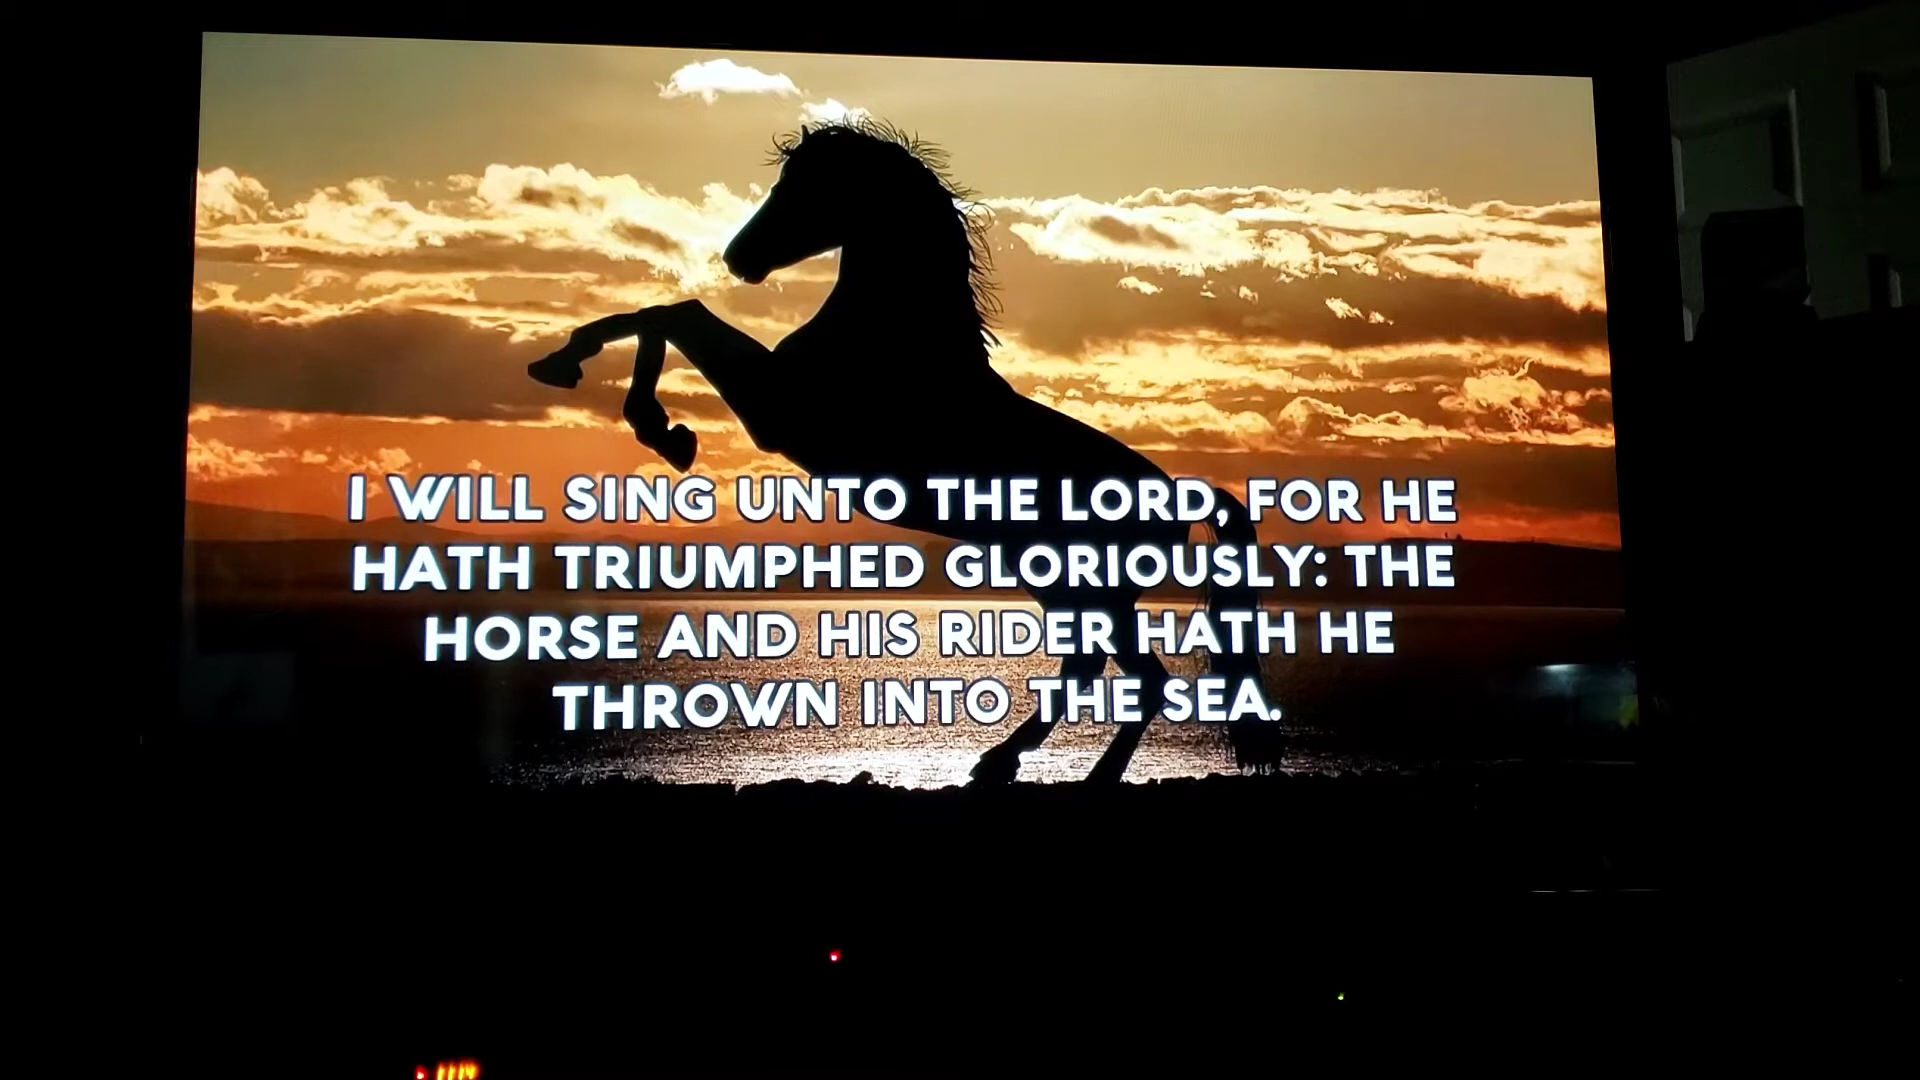 I WILL SING UNTO THE LORD, FOR HE
HATH TRIUMPHED GLORIOUSLY: THE
HORSE AND HIS RIDER HATH HE
THROWN INTO THE SEA.